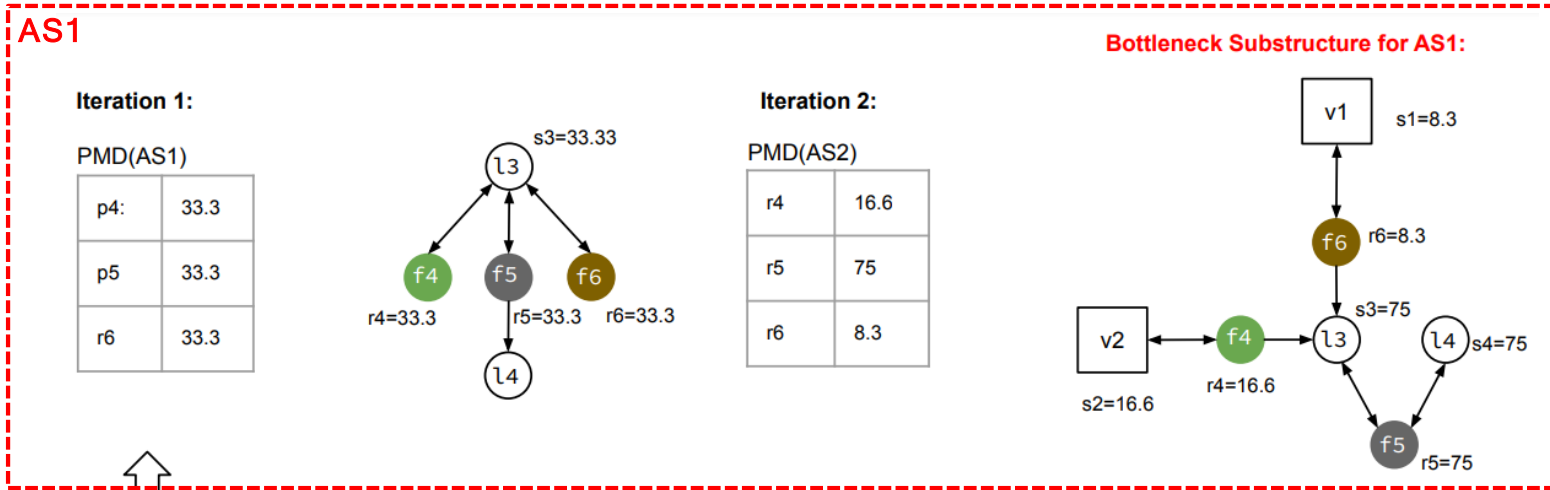 AS1
Bottleneck Substructure for AS1:
Iteration 1:
PMD(AS1)
p4: 33.3
p5 33.3
r6 33.3
s3=33.33
l3
f4 f5 f6
r4=33.3 r5=33.3 r6=33.3
l4
Iteration 2:
PMD(AS2)
r4 16.6
r5 75
r6 8.3
v1 s1=8.3
f6 r6=8.3
s3=75
v2 f4 l3 l4 s4=75
r4=16.6
s2=16.6
f5
r5=75